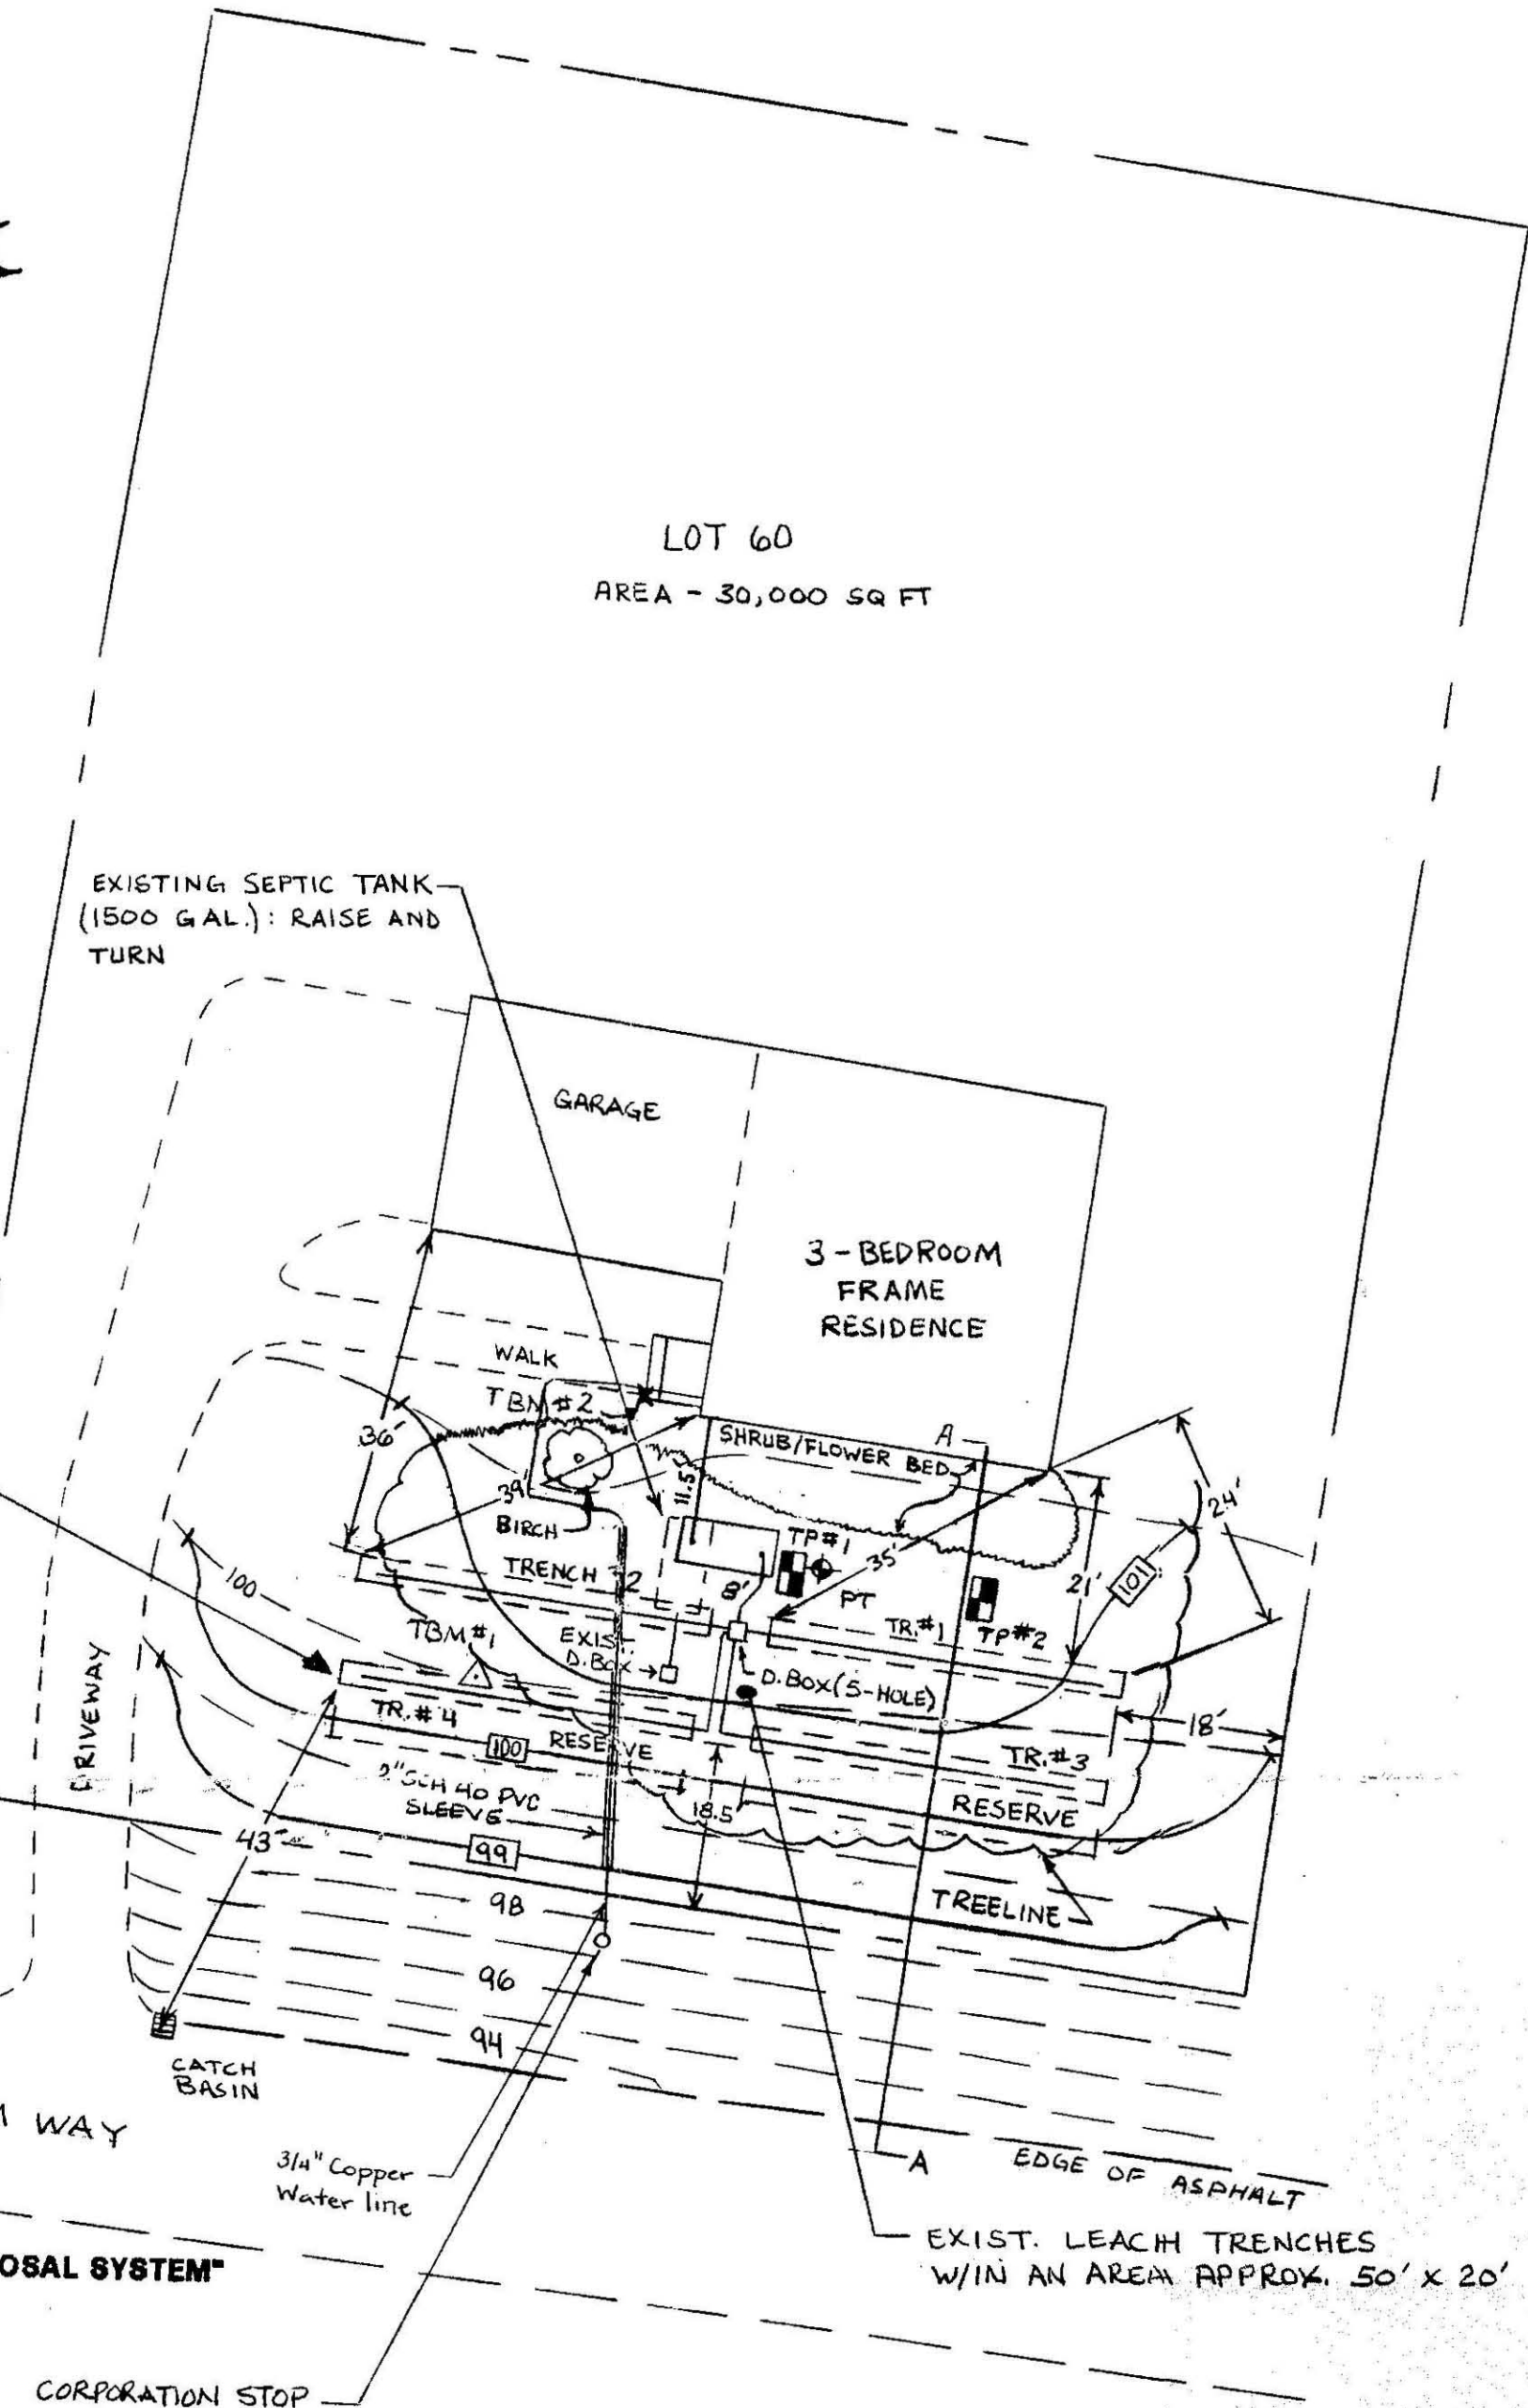 LOT 60
AREA - 30,000 SQ FT
EXISTING SEPTIC TANK
(1500 GAL.): RAISE AND
TURN
GARAGE
3-BEDROOM
FRAME
RESIDENCE
WALK
TBM #2
36'
SHRUB/FLOWER BED
A
39'
11.5'
24'
BIRCH
TP#1
35'
101
TRENCH #2
8'
PT
21'
100
TR.#1
TP#2
TBM#1
EXIST.
D.BOX
D.BOX(5-HOLE)
DRIVEWAY
TR.#4
18'
100
RESERVE
TR.#3
2" SCH 40 PVC
SLEEVE
18.5'
RESERVE
43'
99
98
TREELINE
96
94
CATCH
BASIN
WAY
3/4" Copper
Water line
A
EDGE OF ASPHALT
EXIST. LEACH TRENCHES
W/IN AN AREA APPROX. 50' X 20'
OSAL SYSTEM"
CORPORATION STOP